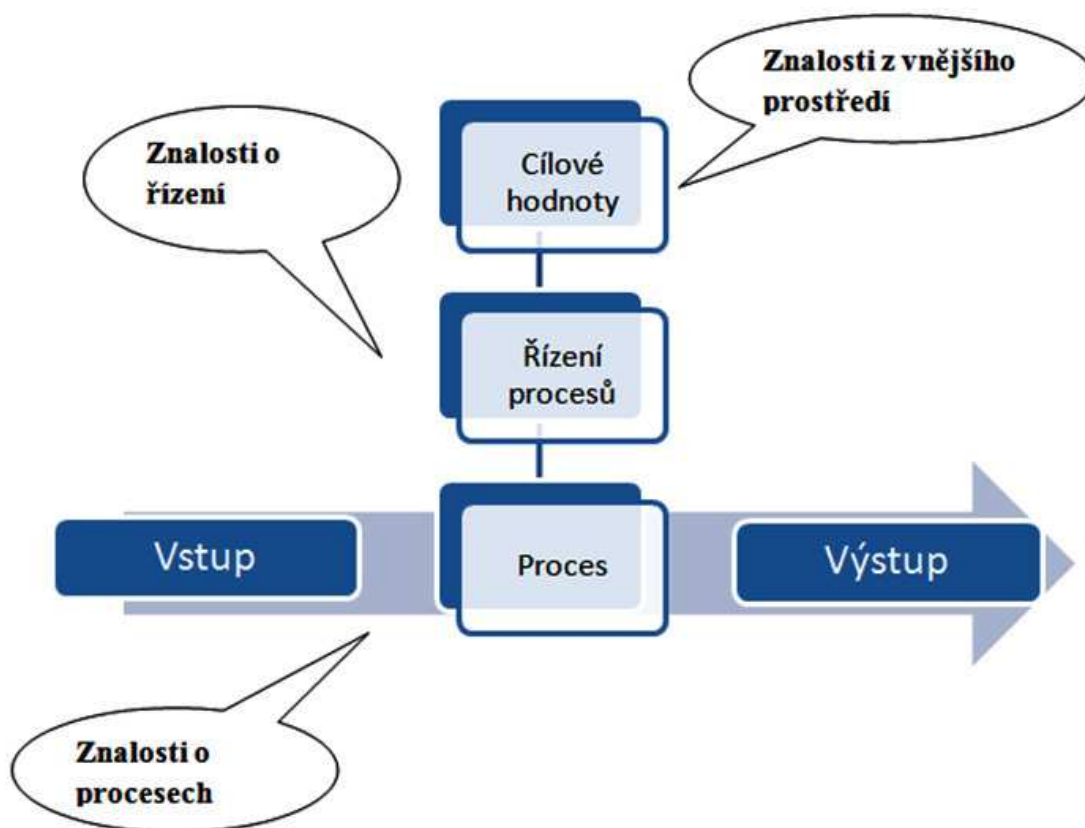 Znalosti z vnějšího
prostředí
Znalosti o
řízení
Cílové
hodnoty
Řízení
procesů
Vstup
Proces
Výstup
Znalosti o
procesech